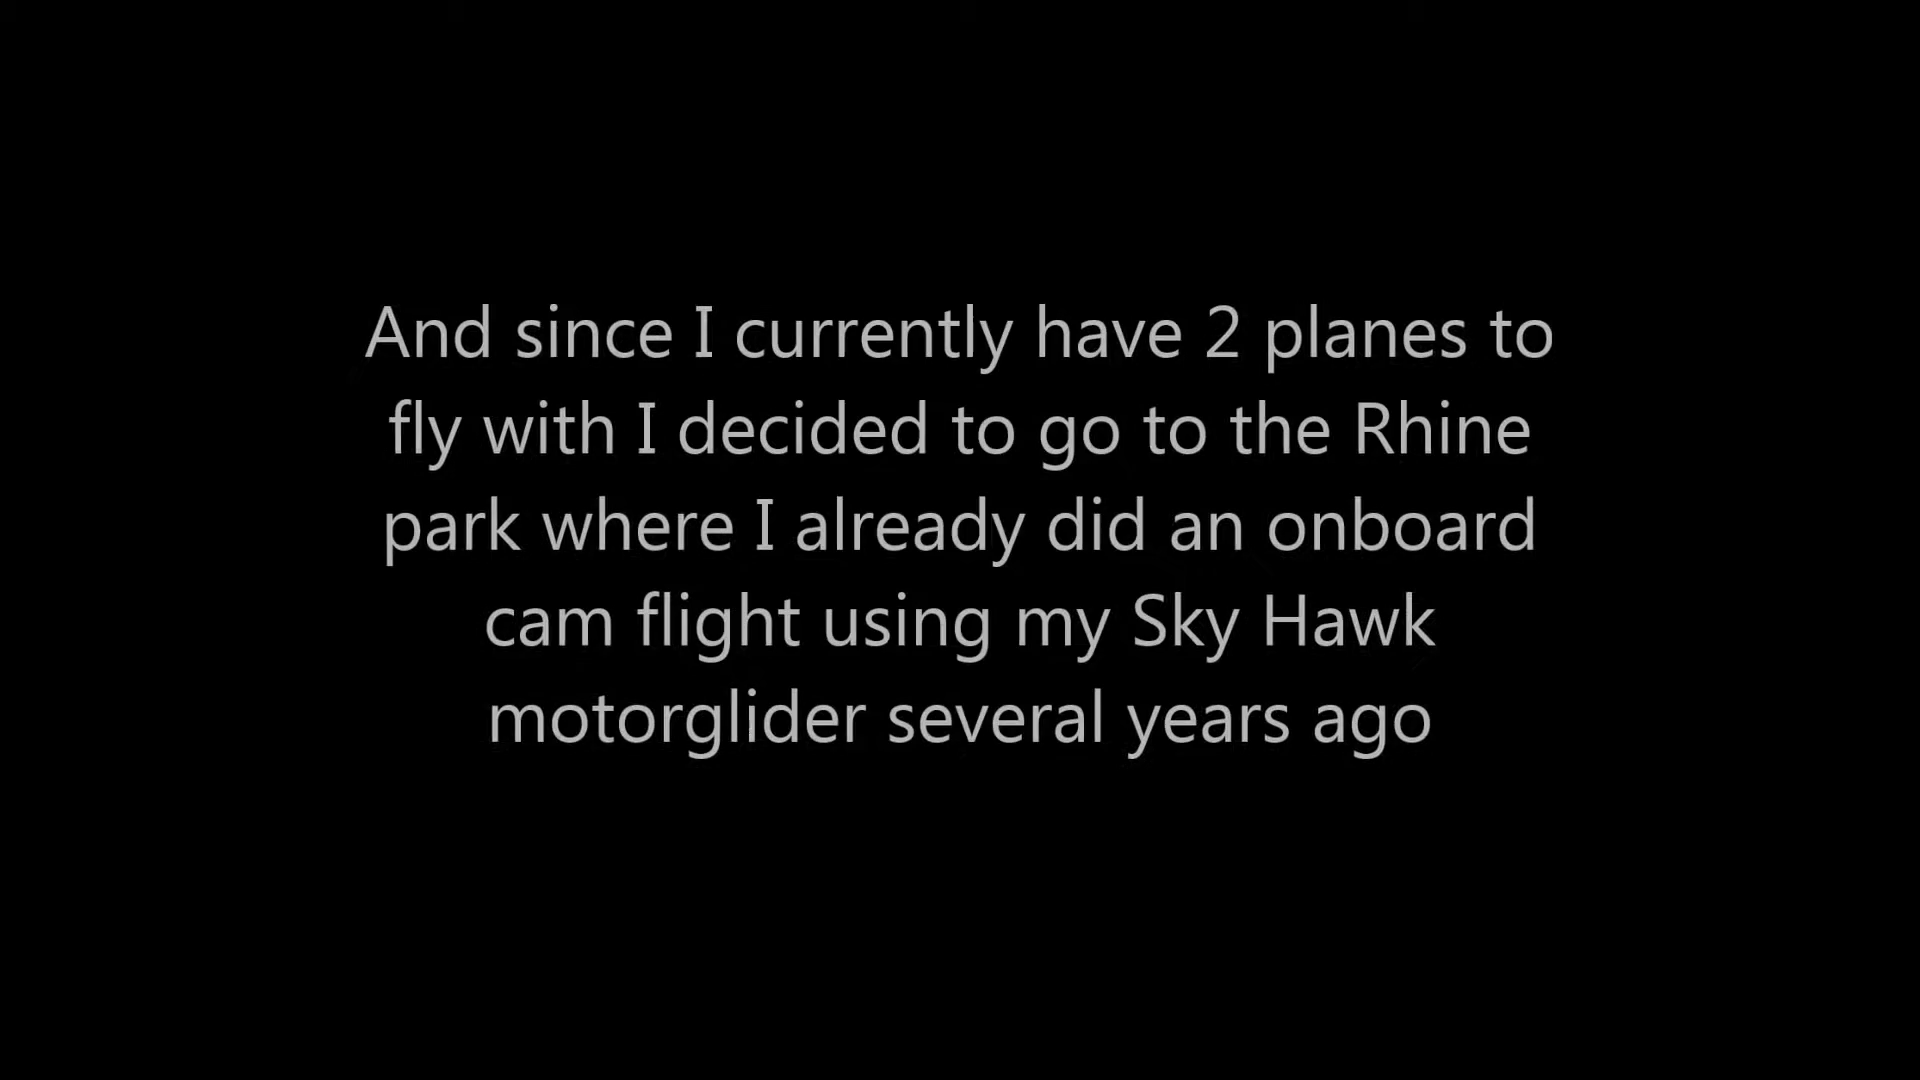 And since I currently have 2 planes to
fly with I decided to go to the Rhine
park where I already did an onboard
cam flight using my Sky Hawk
motorglider several years ago